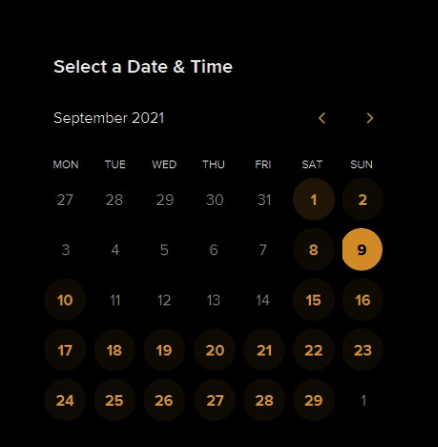 Select a Date & Time
September 2021
MON TUE WED THU FRI SAT SUN
27 28 29 30 31 1 2
3 4 5 6 7 8 9
10 11 12 13 14 15 16
17 18 19 20 21 22 23
24 25 26 27 28 29 1